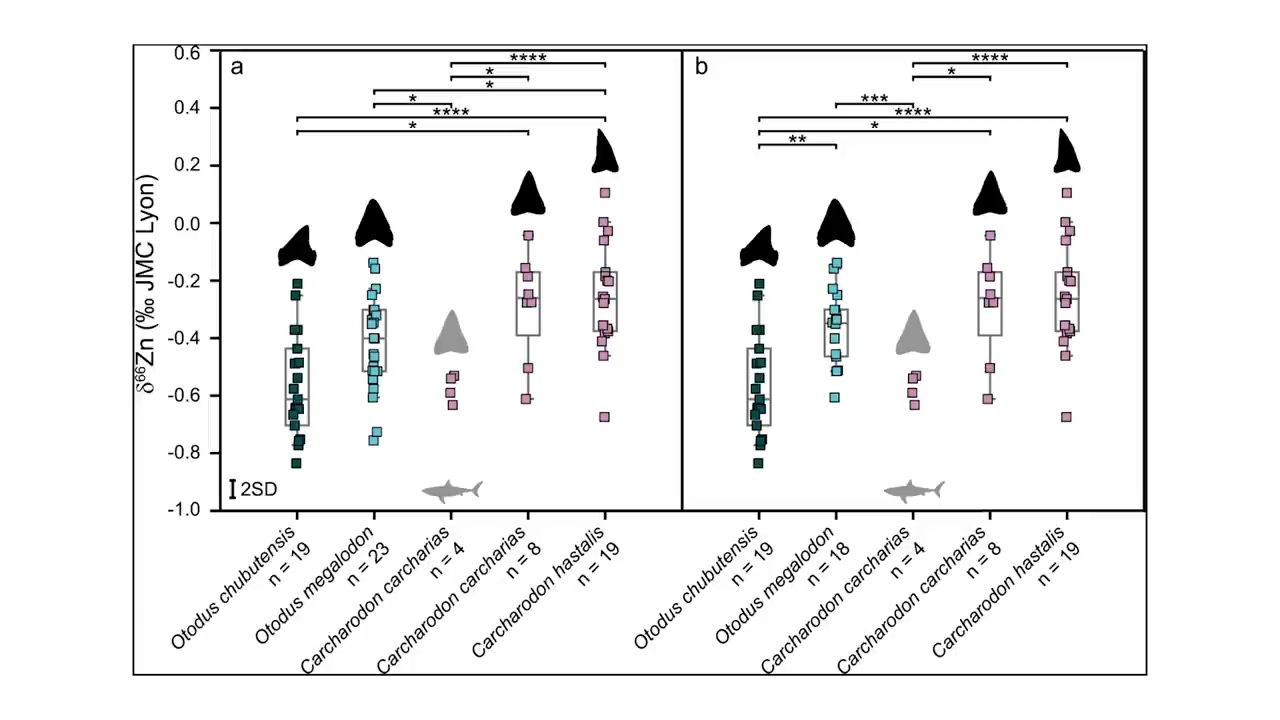 a
b
0.6
0.4
0.2
0.0
-0.2
-0.4
-0.6
-0.8
-1.0
δ⁶⁶Zn (‰ JMC Lyon)
****
*
*
*
****
*
****
*
***
****
*
**
2SD
Otodus chubutensis
n = 19
Otodus megalodon
n = 23
Carcharodon carcharias
n = 4
Carcharodon carcharias
n = 8
Carcharodon hastalis
n = 19
Otodus chubutensis
n = 19
Otodus megalodon
n = 18
Carcharodon carcharias
n = 4
Carcharodon carcharias
n = 8
Carcharodon hastalis
n = 19